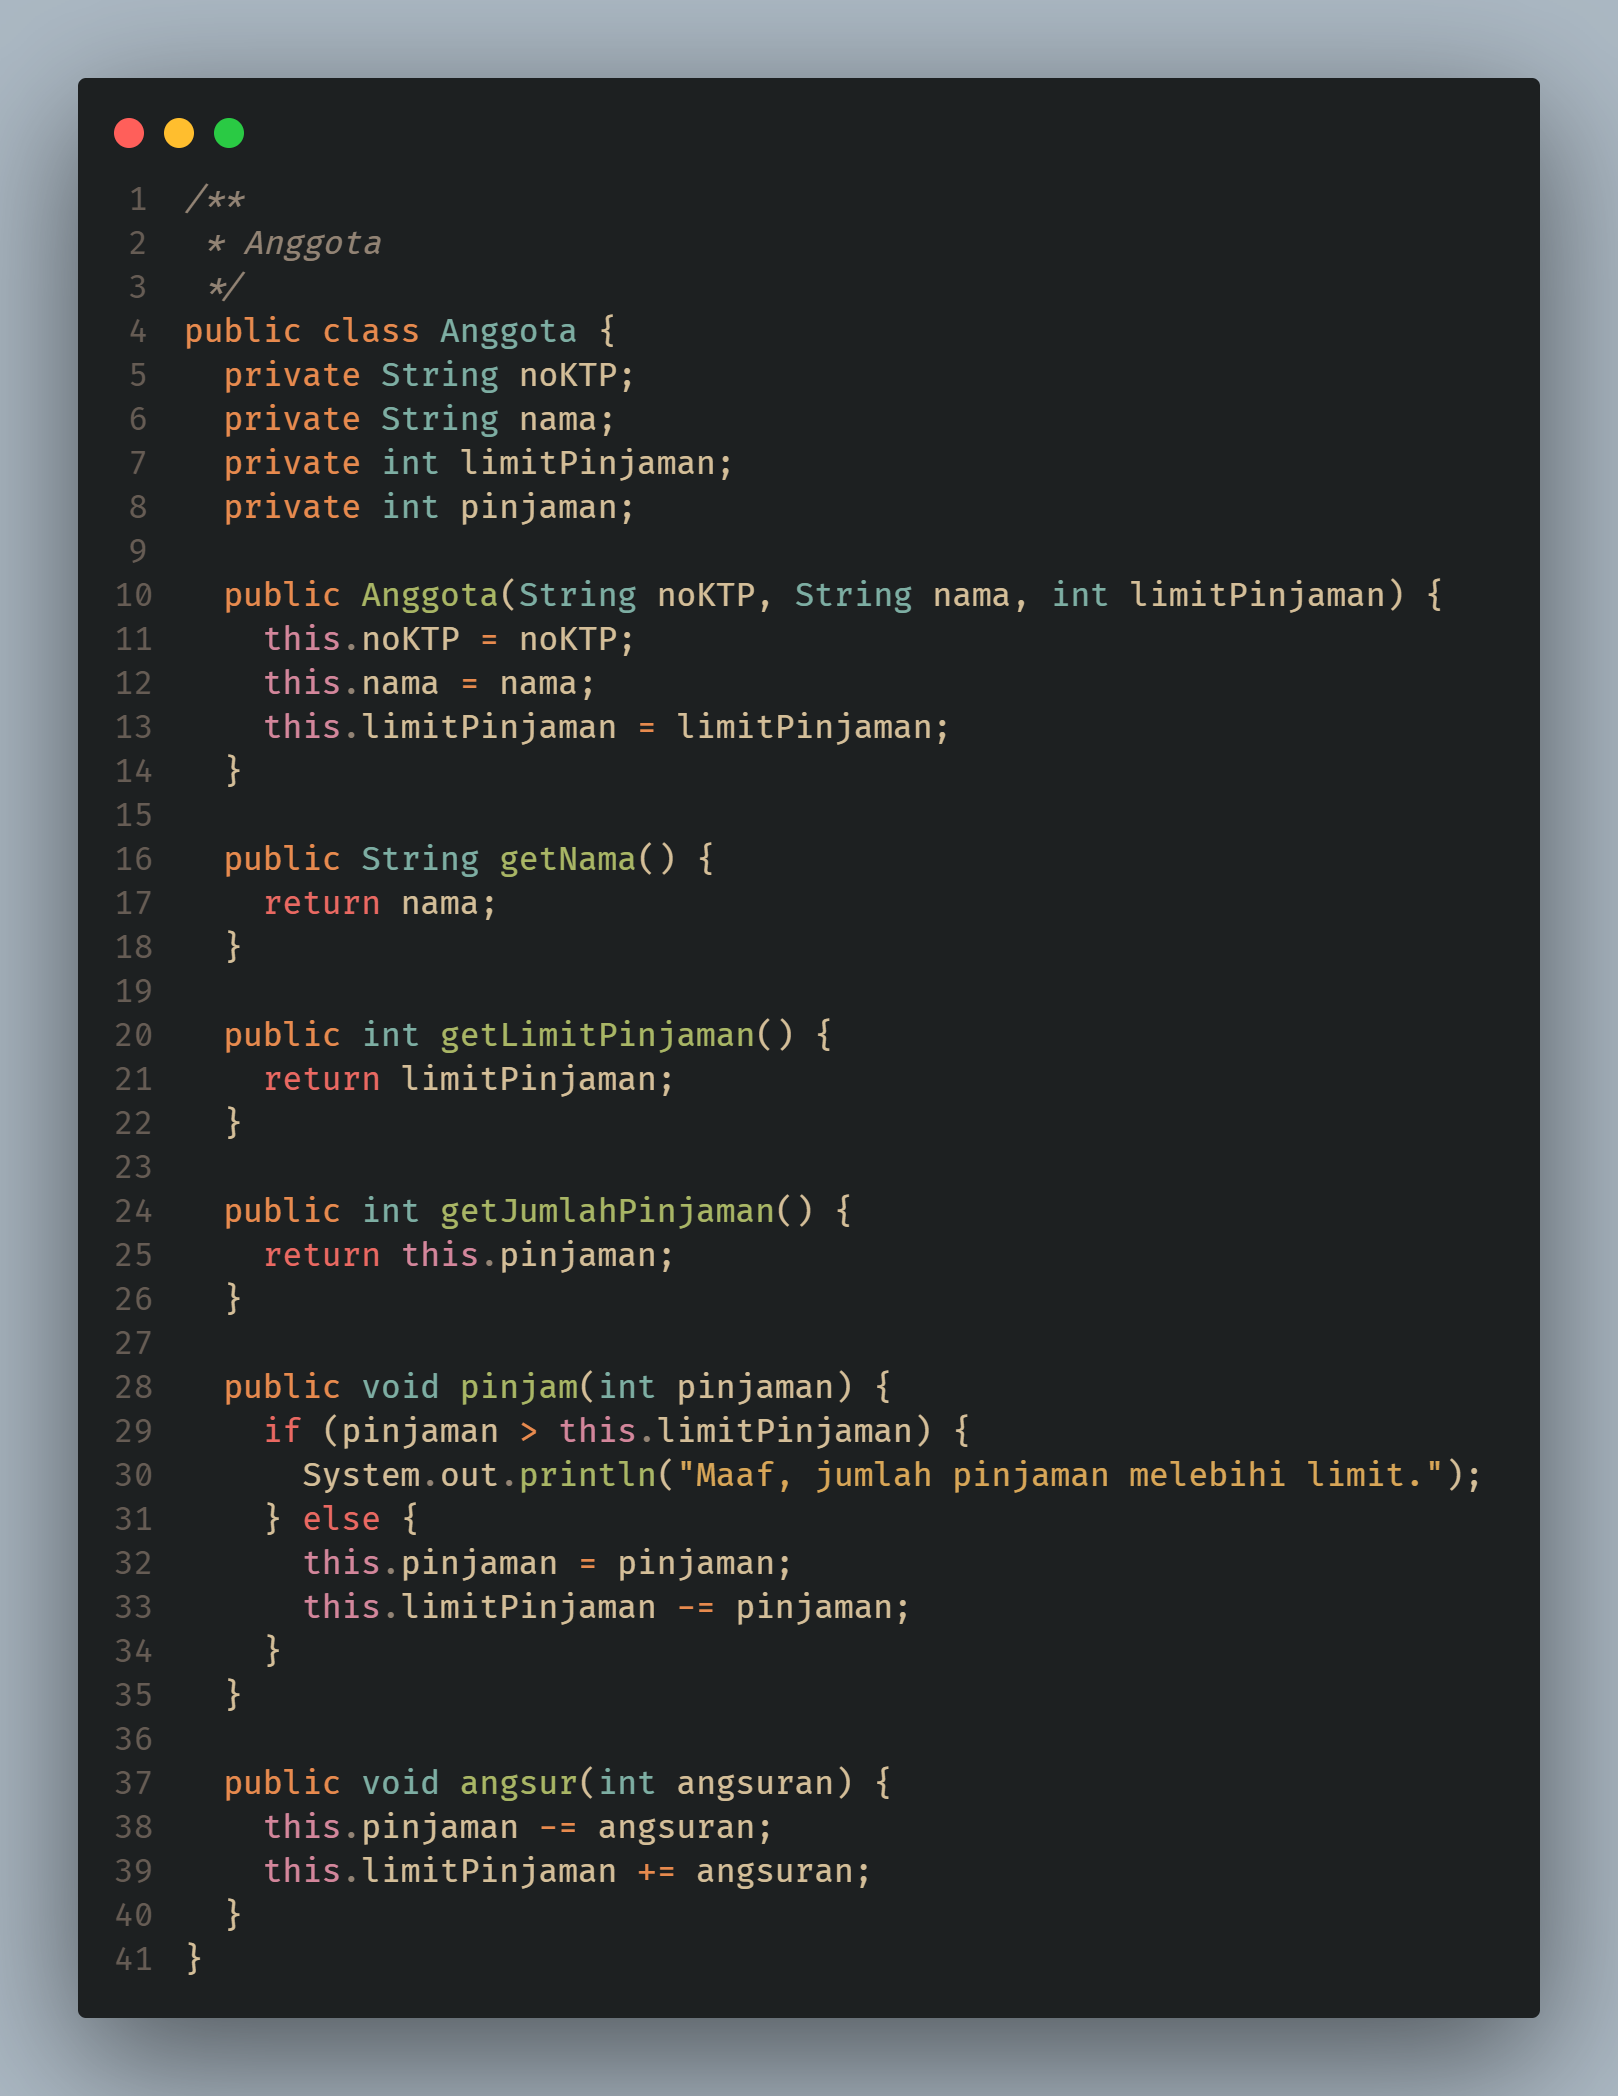 1 /**
2  * Anggota
3  */
4 public class Anggota {
5   private String noKTP;
6   private String nama;
7   private int limitPinjaman;
8   private int pinjaman;
9
10   public Anggota(String noKTP, String nama, int limitPinjaman) {
11     this.noKTP = noKTP;
12     this.nama = nama;
13     this.limitPinjaman = limitPinjaman;
14   }
15
16   public String getNama() {
17     return nama;
18   }
19
20   public int getLimitPinjaman() {
21     return limitPinjaman;
22   }
23
24   public int getJumlahPinjaman() {
25     return this.pinjaman;
26   }
27
28   public void pinjam(int pinjaman) {
29     if (pinjaman > this.limitPinjaman) {
30       System.out.println("Maaf, jumlah pinjaman melebihi limit.");
31     } else {
32       this.pinjaman = pinjaman;
33       this.limitPinjaman -= pinjaman;
34     }
35   }
36
37   public void angsur(int angsuran) {
38     this.pinjaman -= angsuran;
39     this.limitPinjaman += angsuran;
40   }
41 }